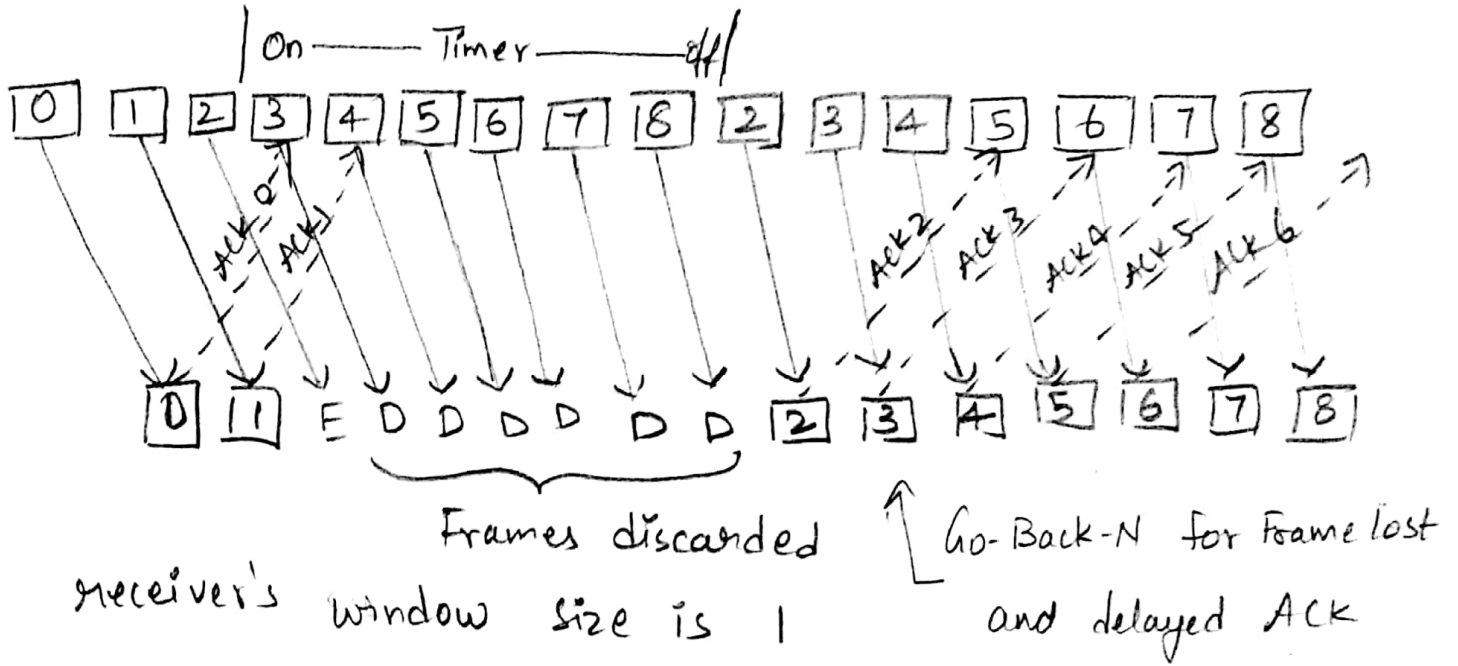 On Timer off
0 1 2 3 4 5 6 7 8 2 3 4 5 6 7 8
ACK 0 ACK 1 ACK 2 ACK 3 ACK 4 ACK 5 ACK 6
0 1 E D D D D D D 2 3 4 5 6 7 8
Frames discarded
Go-Back-N for Frame lost
receiver's window size is 1
and delayed ACK